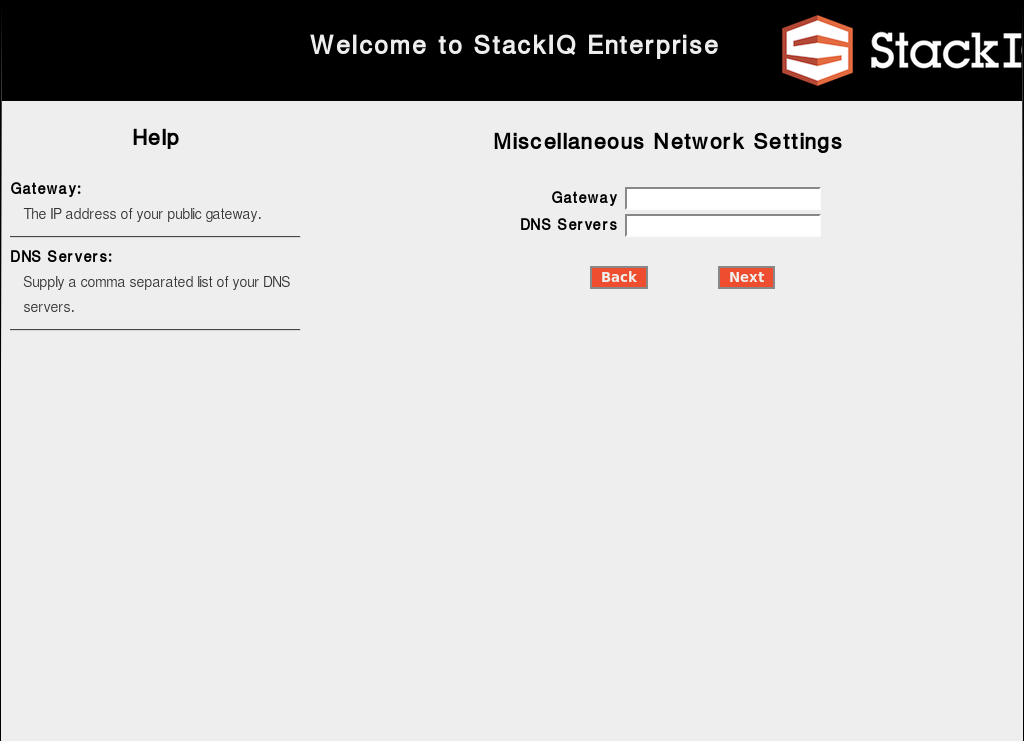 Welcome to StackIQ Enterprise
StackI
Help
Gateway:
The IP address of your public gateway.
DNS Servers:
Supply a comma separated list of your DNS
servers.
Miscellaneous Network Settings
Gateway
DNS Servers
Back
Next